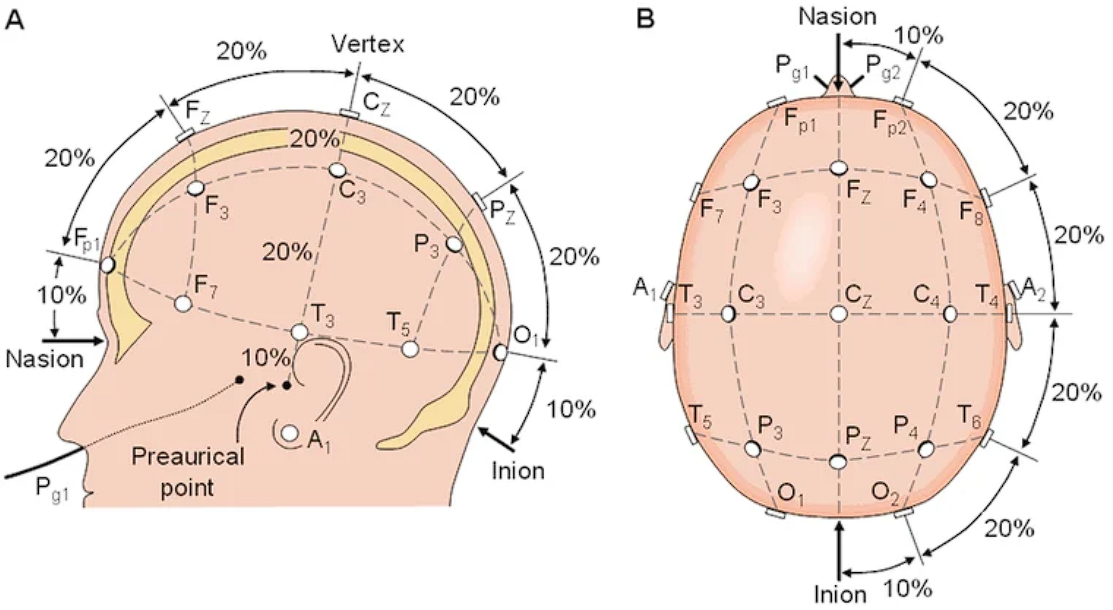 A
Vertex
20%
20%
FZ
CZ
20%
20%
F3
C3
PZ
Fp1
20%
P3
20%
10%
F7
T3
T5
O1
Nasion
10%
10%
A1
Preaurical
point
Inion
Pg1
B
Nasion
10%
Pg1
Pg2
Fp1
Fp2
20%
F7
F3
FZ
F4
F8
20%
A1
T3
C3
CZ
C4
T4
A2
20%
T5
P3
PZ
P4
T6
O1
O2
20%
Inion
10%